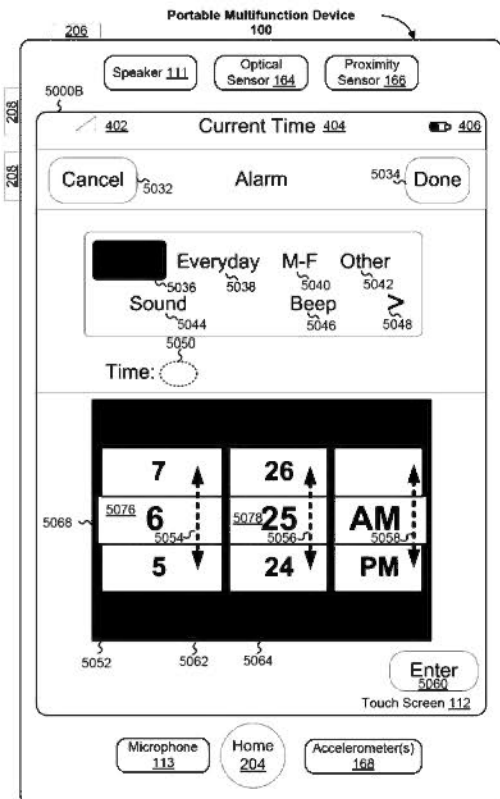 Portable Multifunction Device
100
206
Speaker 111
Optical Sensor 164
Proximity Sensor 166
208
5000B
402
Current Time 404
406
208
Cancel
5032
Alarm
5034
Done
Everyday M-F Other
5036 5038 5040 5042
Sound Beep >
5044 5046 5048
5050
Time:
7 26
5068
5076 6 5078 25 AM
5054 5056 5058
5 24 PM
5052 5062 5064
Enter
5060
Touch Screen 112
Microphone 113
Home 204
Accelerometer(s) 168